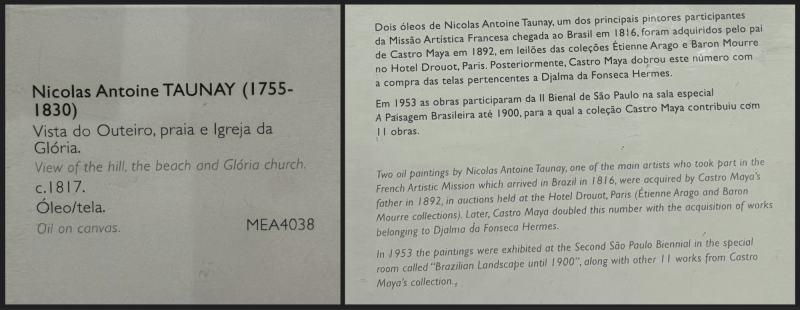 Nicolas Antoine TAUNAY (1755-
1830)
Vista do Outeiro, praia e Igreja da
Glória.
View of the hill, the beach and Glória church.
c.1817.
Óleo/tela.
Oil on canvas.
MEA4038
Dois óleos de Nicolas Antoine Taunay, um dos principais pintores participantes
da Missão Artística Francesa chegada ao Brasil em 1816, foram adquiridos pelo pai
de Castro Maya em 1892, em leilões das coleções Étienne Arago e Baron Mourre
no Hotel Drouot, Paris. Posteriormente, Castro Maya dobrou este número com
a compra das telas pertencentes a Djalma da Fonseca Hermes.
Em 1953 as obras participaram da II Bienal de São Paulo na sala especial
A Paisagem Brasileira até 1900, para a qual a coleção Castro Maya contribuiu com
11 obras.
Two oil paintings by Nicolas Antoine Taunay, one of the main artists who took part in the
French Artistic Mission which arrived in Brazil in 1816, were acquired by Castro Maya's
father in 1892, in auctions held at the Hotel Drouot, Paris (Étienne Arago and Baron
Mourre collections). Later, Castro Maya doubled this number with the acquisition of works
belonging to Djalma da Fonseca Hermes.
In 1953 the paintings were exhibited at the Second São Paulo Biennial in the special
room called "Brazilian Landscape until 1900", along with other 11 works from Castro
Maya's collection.